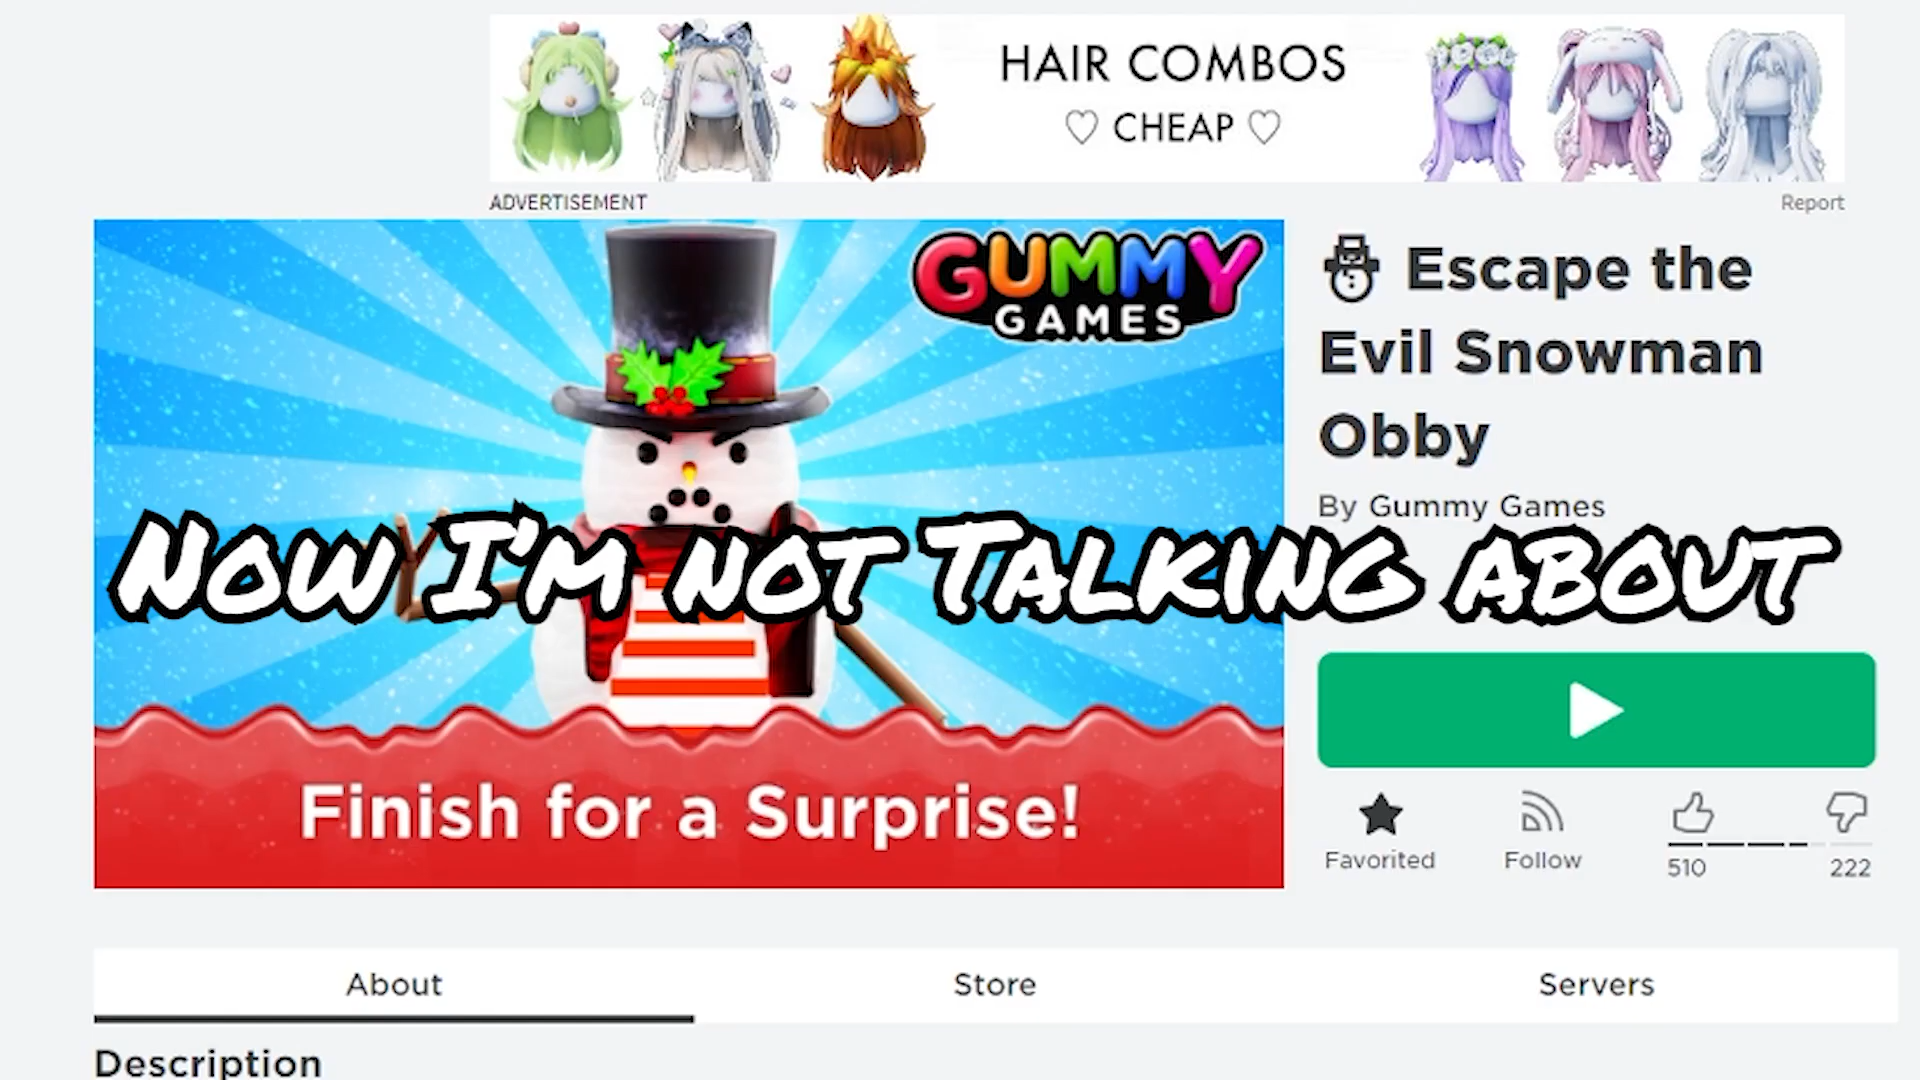 HAIR COMBOS
♡ CHEAP ♡
ADVERTISEMENT
Report
GUMMY
GAMES
Escape the
Evil Snowman
Obby
By Gummy Games
Now I'm not Talking about
Finish for a Surprise!
Favorited
Follow
510
222
About
Store
Servers
Description